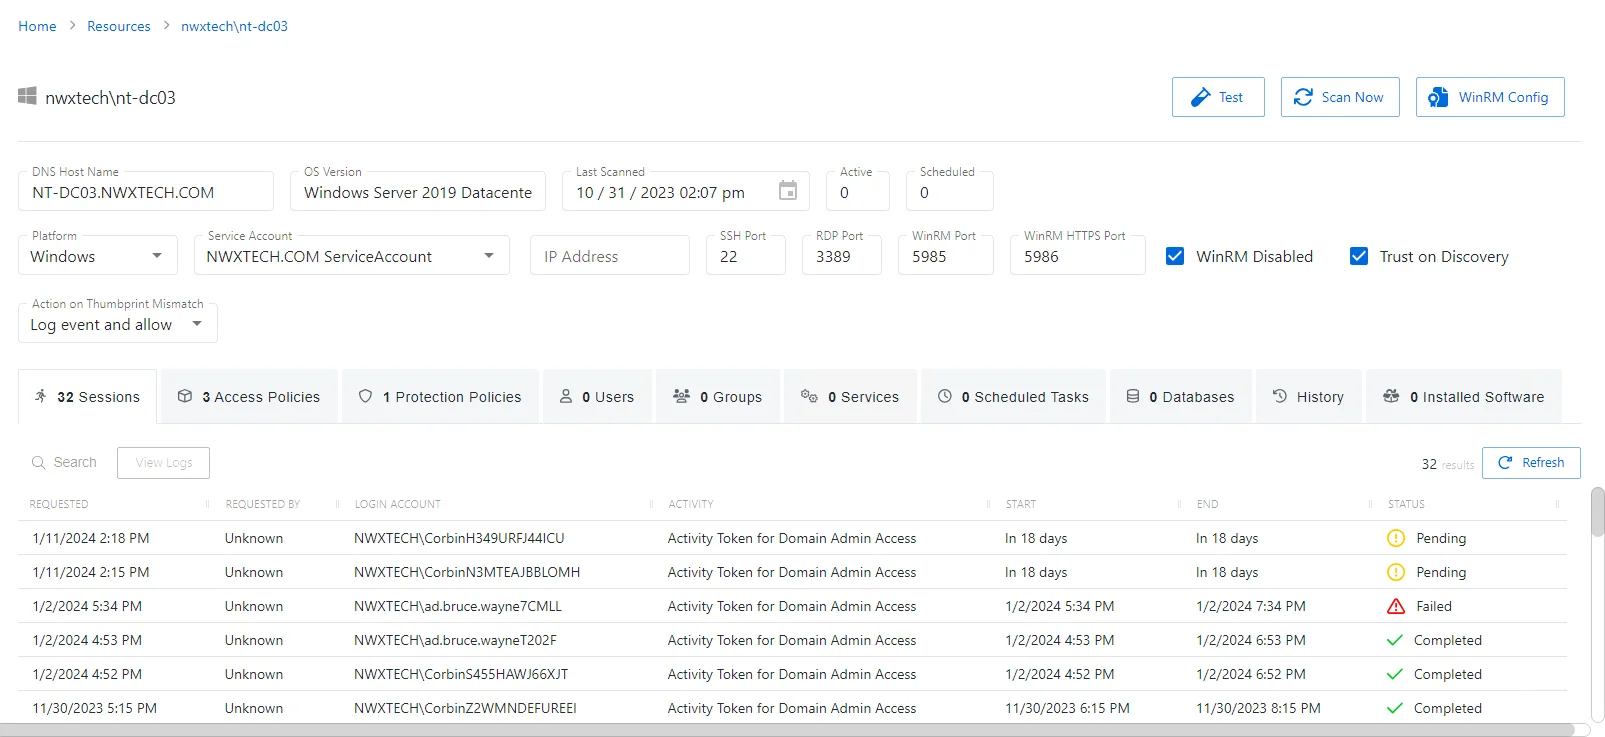 Home > Resources > nwxtech\nt-dc03
nwxtech\nt-dc03 Test Scan Now WinRM Config
DNS Host Name OS Version Last Scanned Active Scheduled
NT-DC03.NWXTECH.COM Windows Server 2019 Datacente 10 / 31 / 2023 02:07 pm 0 0
Platform Service Account SSH Port RDP Port WinRM Port WinRM HTTPS Port
Windows NWXTECH.COM ServiceAccount IP Address 22 3389 5985 5986 WinRM Disabled Trust on Discovery
Action on Thumbprint Mismatch
Log event and allow
32 Sessions 3 Access Policies 1 Protection Policies 0 Users 0 Groups 0 Services 0 Scheduled Tasks 0 Databases History 0 Installed Software
Search View Logs 32 results Refresh
REQUESTED REQUESTED BY LOGIN ACCOUNT ACTIVITY START END STATUS
1/11/2024 2:18 PM Unknown NWXTECH\CorbinH349URFJ44ICU Activity Token for Domain Admin Access In 18 days In 18 days Pending
1/11/2024 2:15 PM Unknown NWXTECH\CorbinN3MTEAJBBLOMH Activity Token for Domain Admin Access In 18 days In 18 days Pending
1/2/2024 5:34 PM Unknown NWXTECH\ad.bruce.wayne7CMLL Activity Token for Domain Admin Access 1/2/2024 5:34 PM 1/2/2024 7:34 PM Failed
1/2/2024 4:53 PM Unknown NWXTECH\ad.bruce.wayneT202F Activity Token for Domain Admin Access 1/2/2024 4:53 PM 1/2/2024 6:53 PM Completed
1/2/2024 4:52 PM Unknown NWXTECH\CorbinS455HAWJ66XJT Activity Token for Domain Admin Access 1/2/2024 4:52 PM 1/2/2024 6:52 PM Completed
11/30/2023 5:15 PM Unknown NWXTECH\CorbinZ2WMNDEFUREEI Activity Token for Domain Admin Access 11/30/2023 6:15 PM 11/30/2023 8:15 PM Completed